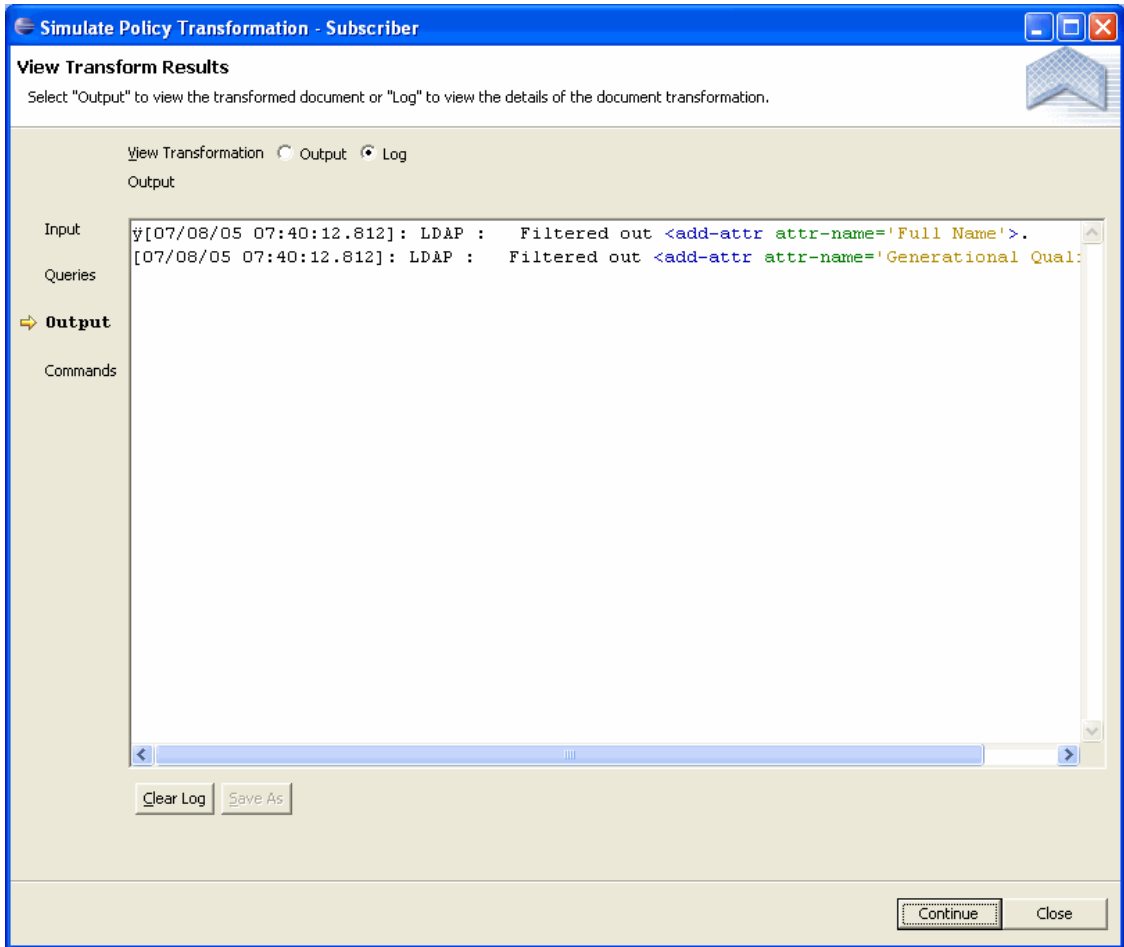 Simulate Policy Transformation - Subscriber
View Transform Results
Select "Output" to view the transformed document or "Log" to view the details of the document transformation.
View Transformation Output Log
Output
Input
Queries
Output
Commands
ÿ[07/08/05 07:40:12.812]: LDAP :   Filtered out <add-attr attr-name='Full Name'>.
[07/08/05 07:40:12.812]: LDAP :   Filtered out <add-attr attr-name='Generational Quali
Clear Log Save As
Continue Close